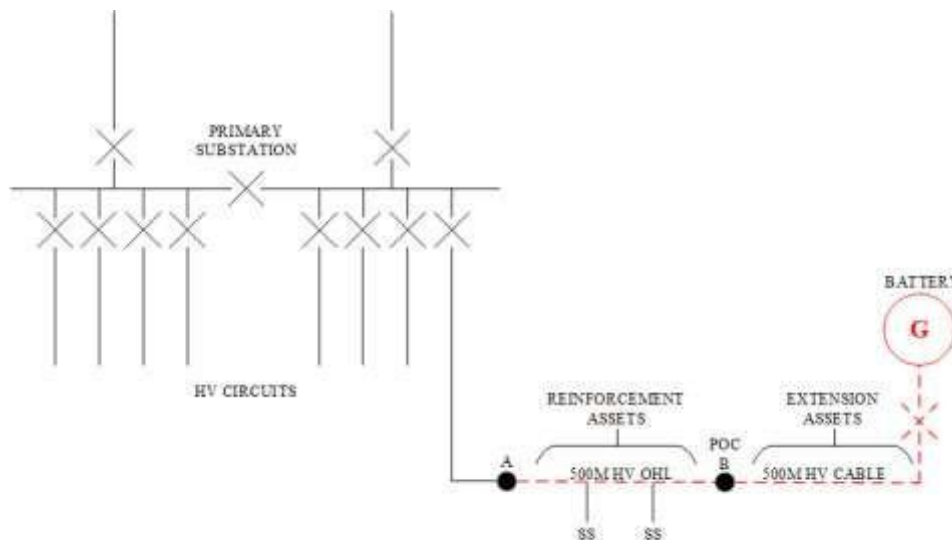 PRIMARY
SUBSTATION
BATTERY
G
HV CIRCUITS
REINFORCEMENT
ASSETS
EXTENSION
ASSETS
A
500M HV OHL
POC
B
500M HV CABLE
SS
SS